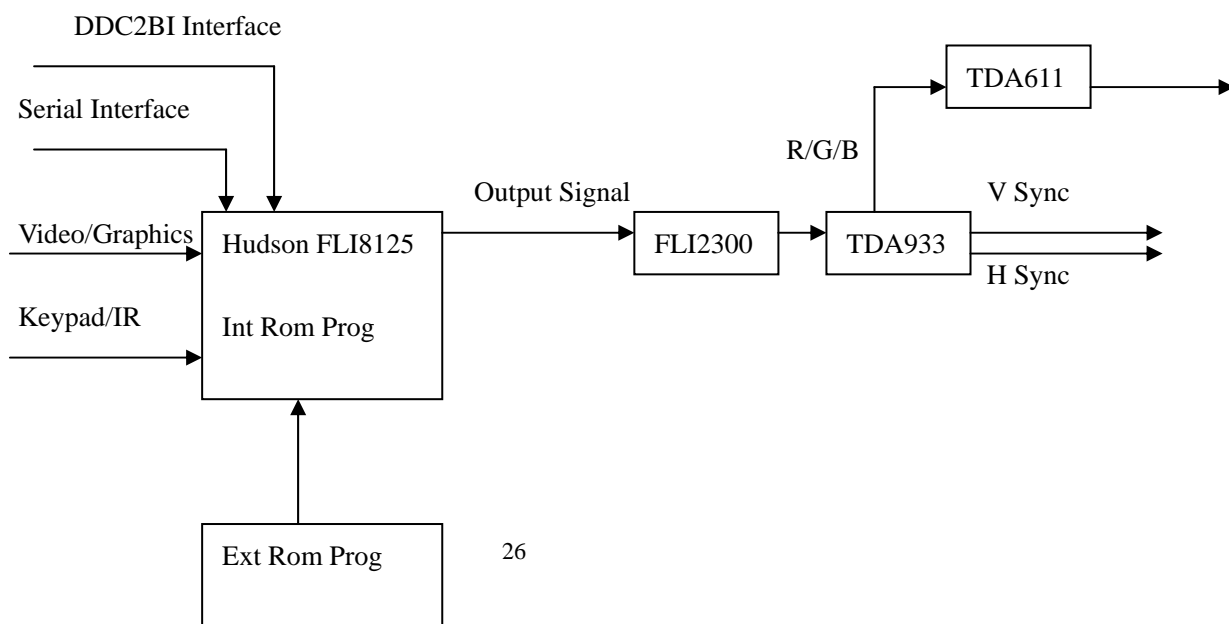 DDC2BI Interface
TDA611
Serial Interface
R/G/B
Output Signal
V Sync
Video/Graphics
Hudson FLI8125
FLI2300
TDA933
H Sync
Keypad/IR
Int Rom Prog
Ext Rom Prog
26